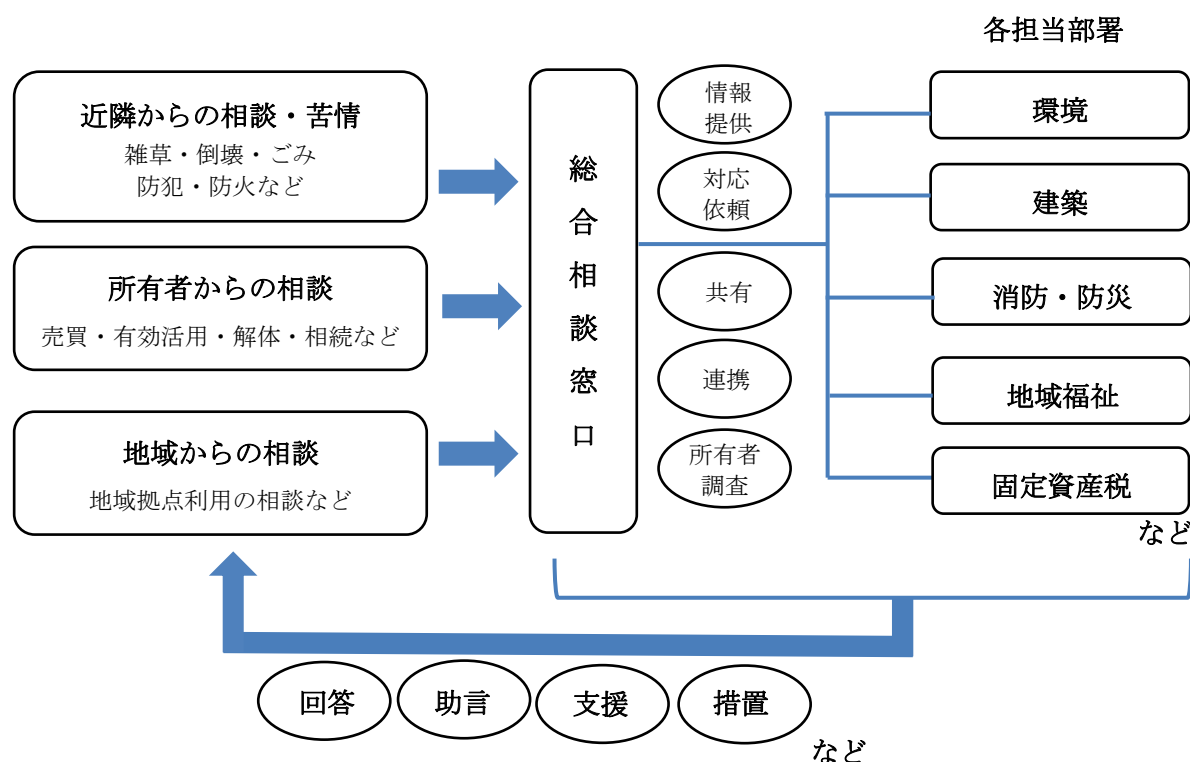 各担当部署
近隣からの相談・苦情
雑草・倒壊・ごみ
防犯・防火など
所有者からの相談
売買・有効活用・解体・相続など
地域からの相談
地域拠点利用の相談など
総合相談窓口
情報
提供
対応
依頼
共有
連携
所有者
調査
環境
建築
消防・防災
地域福祉
固定資産税
など
回答
助言
支援
措置
など